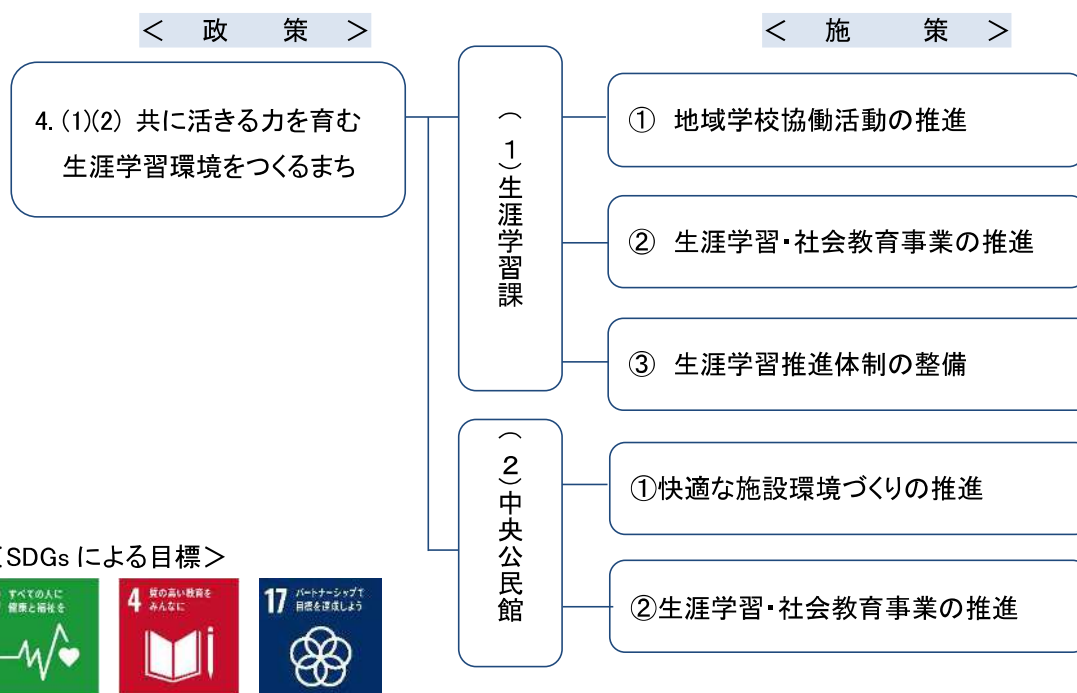 ＜ 政 策 ＞
＜ 施 策 ＞
4. (1)(2) 共に活きる力を育む
生涯学習環境をつくるまち
（１）生涯学習課
① 地域学校協働活動の推進
② 生涯学習・社会教育事業の推進
③ 生涯学習推進体制の整備
（２）中央公民館
①快適な施設環境づくりの推進
②生涯学習・社会教育事業の推進
SDGs による目標＞
すべての人に
健康と福祉を
4 質の高い教育を
みんなに
17 パートナーシップで
目標を達成しよう